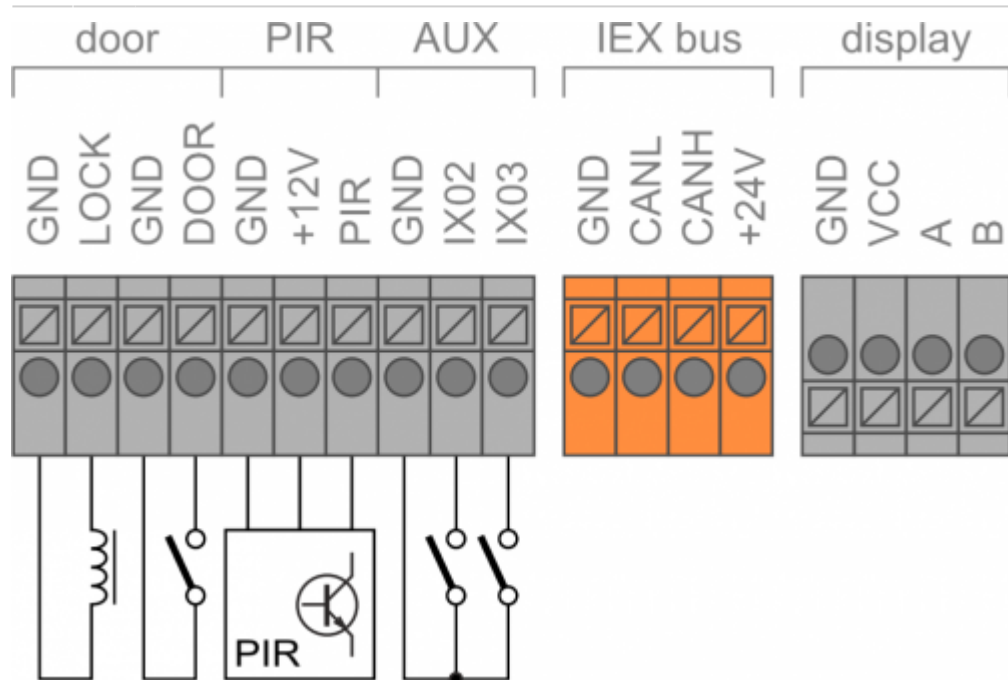 door PIR AUX IEX bus display
GND LOCK GND DOOR GND +12V PIR GND IX02 IX03 GND CANL CANH +24V GND VCC A B
PIR